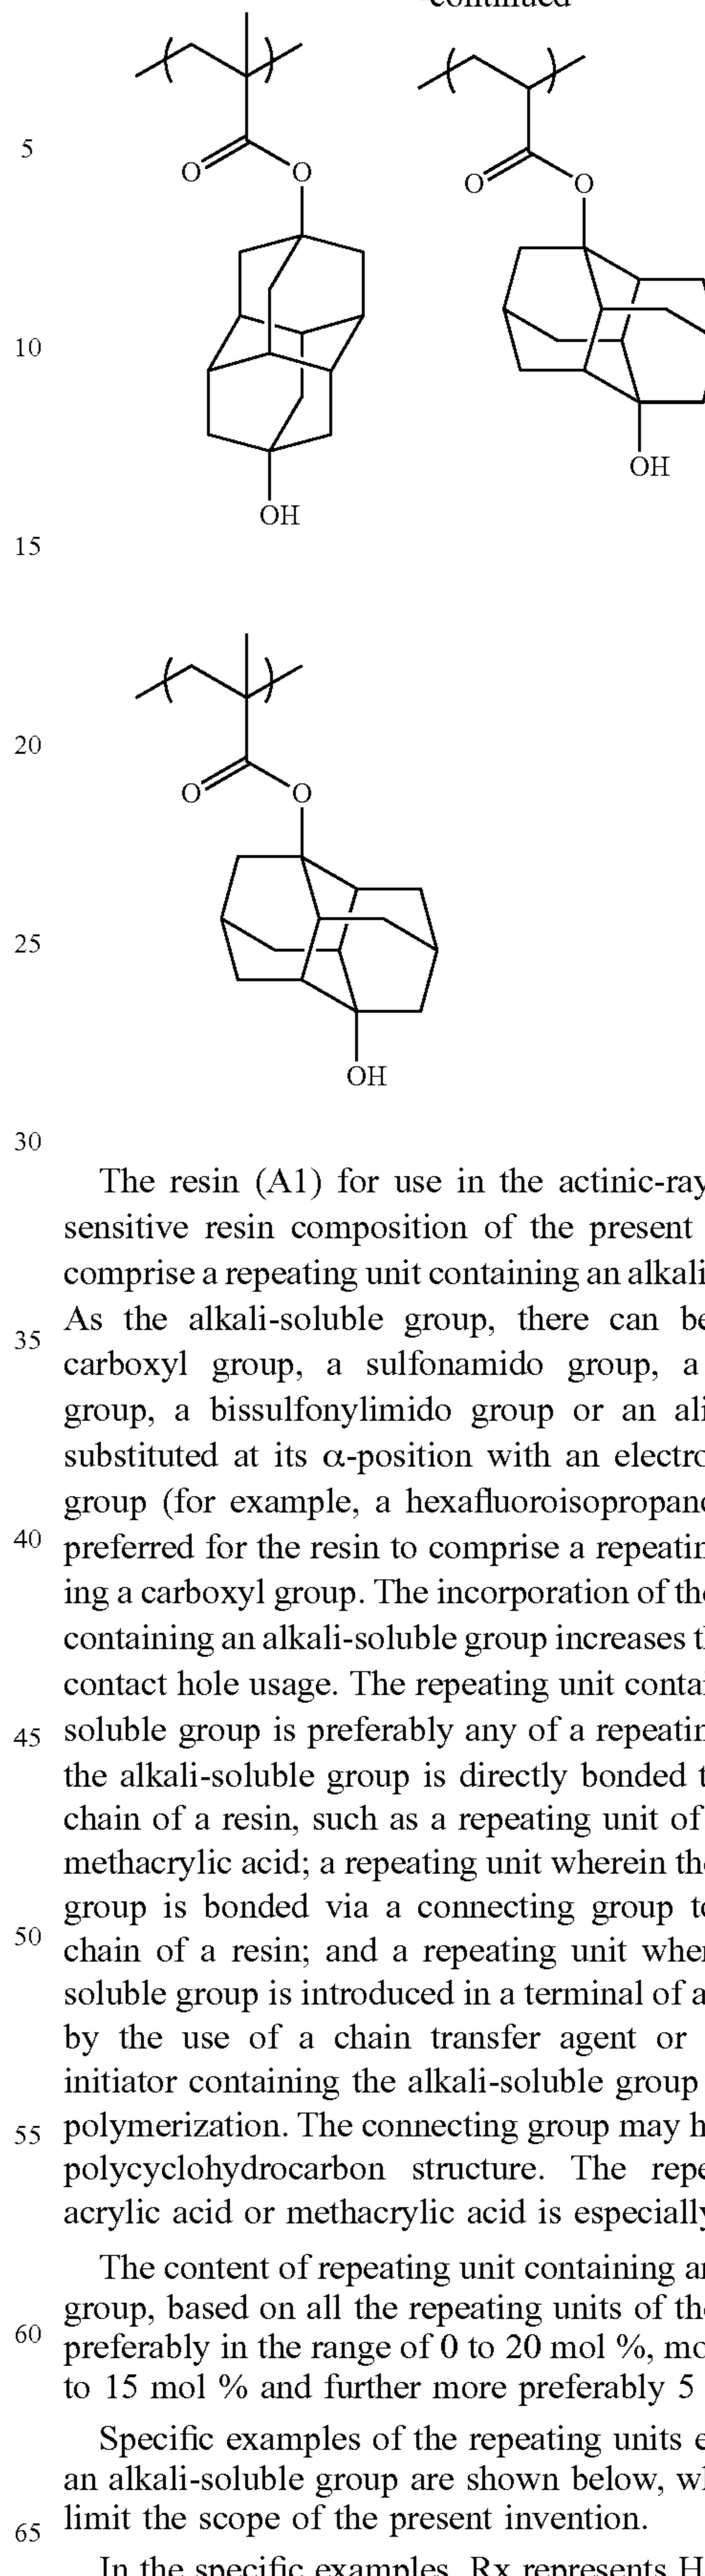 -continued
5
O
O
O
O
10
OH
OH
15
20
O
O
25
OH
30
The resin (A1) for use in the actinic-ray
sensitive resin composition of the present
comprise a repeating unit containing an alkali
As the alkali-soluble group, there can be
35
carboxyl group, a sulfonamido group, a
group, a bissulfonylimido group or an ali
substituted at its α-position with an electro
group (for example, a hexafluoroisopropano
40
preferred for the resin to comprise a repeatin
ing a carboxyl group. The incorporation of the
containing an alkali-soluble group increases t
contact hole usage. The repeating unit contai
45
soluble group is preferably any of a repeatin
the alkali-soluble group is directly bonded t
chain of a resin, such as a repeating unit of
methacrylic acid; a repeating unit wherein the
group is bonded via a connecting group to
50
chain of a resin; and a repeating unit wher
soluble group is introduced in a terminal of a
by the use of a chain transfer agent or
initiator containing the alkali-soluble group
55
polymerization. The connecting group may h
polycyclohydrocarbon structure. The repe
acrylic acid or methacrylic acid is especially
The content of repeating unit containing an
group, based on all the repeating units of the
60
preferably in the range of 0 to 20 mol %, mo
to 15 mol % and further more preferably 5
Specific examples of the repeating units e
an alkali-soluble group are shown below, w
limit the scope of the present invention.
65
In the specific examples, Rx represents H